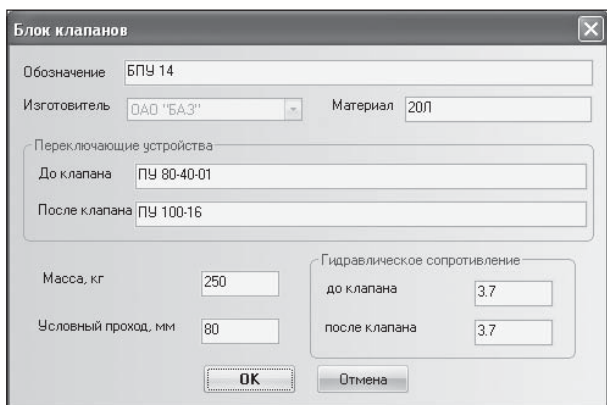 Блок клапанов
Обозначение БПУ 14
Изготовитель ОАО "БАЗ" Материал 20Л
Переключающие устройства
До клапана ПУ 80-40-01
После клапана ПУ 100-16
Гидравлическое сопротивление
Масса, кг 250 до клапана 3.7
Условный проход, мм 80 после клапана 3.7
ОК Отмена